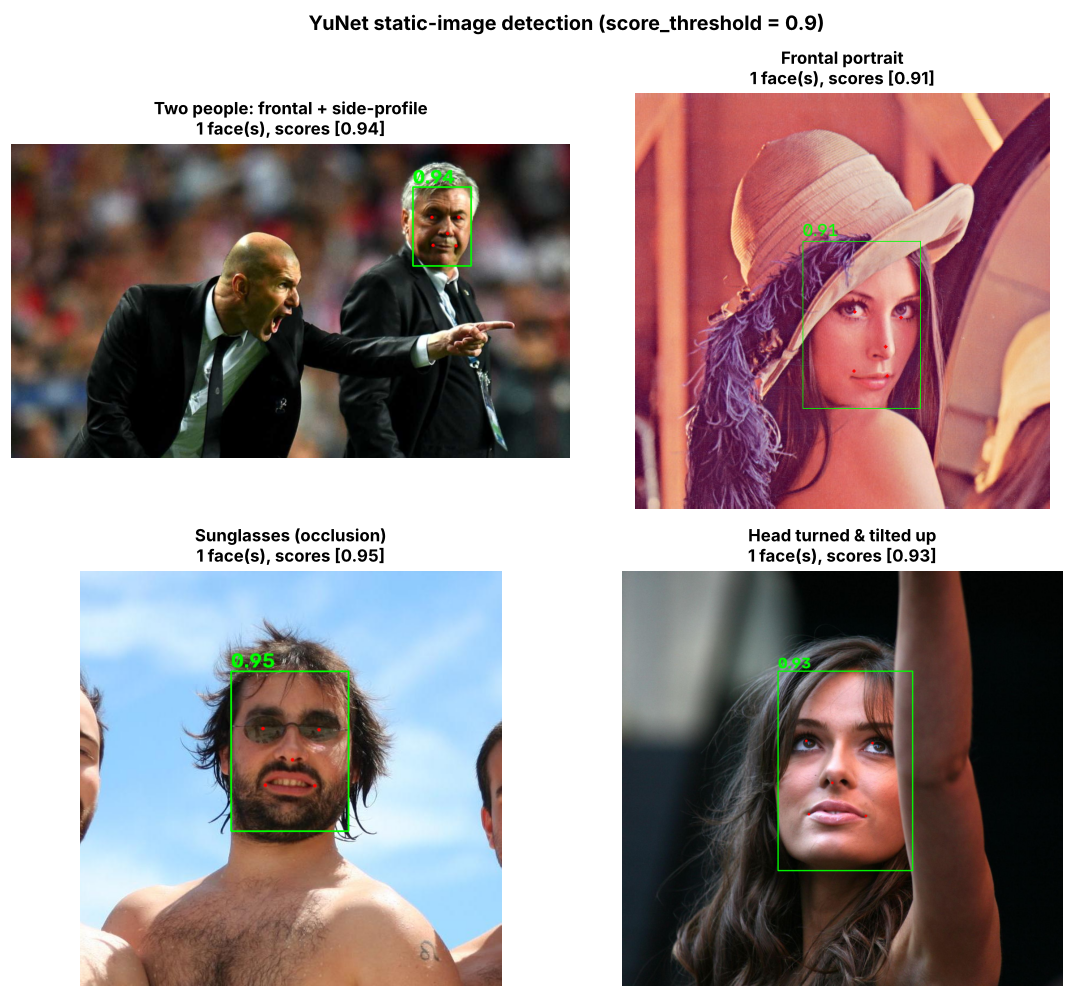 YuNet static-image detection (score_threshold = 0.9)
Two people: frontal + side-profile
1 face(s), scores [0.94]
0.94
Frontal portrait
1 face(s), scores [0.91]
0.91
Sunglasses (occlusion)
1 face(s), scores [0.95]
0.95
Head turned & tilted up
1 face(s), scores [0.93]
0.93